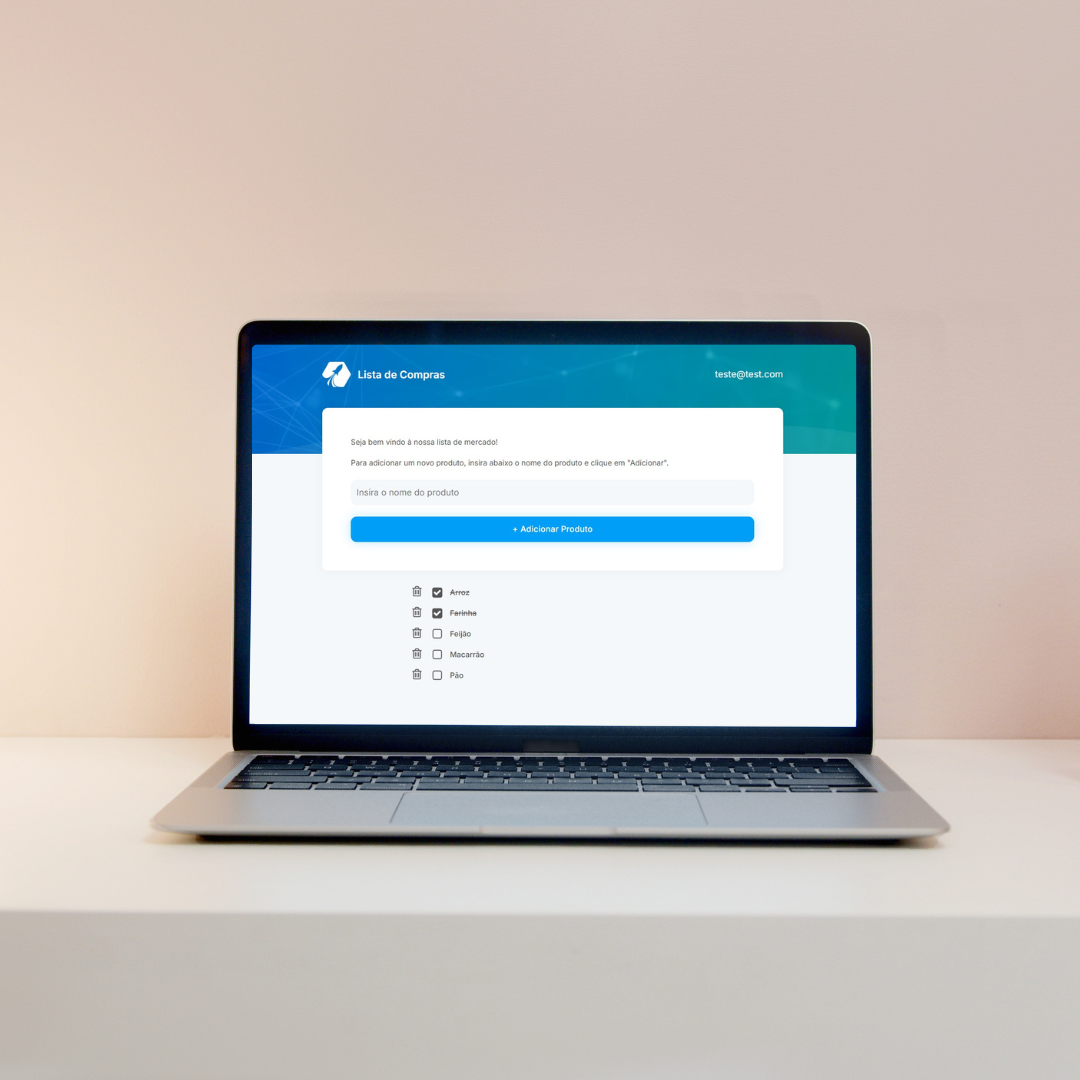 Lista de Compras
teste@test.com
Seja bem vindo à nossa lista de mercado!
Para adicionar um novo produto, insira abaixo o nome do produto e clique em "Adicionar".
Insira o nome do produto
+ Adicionar Produto
Arroz
Farinha
Feijão
Macarrão
Pão